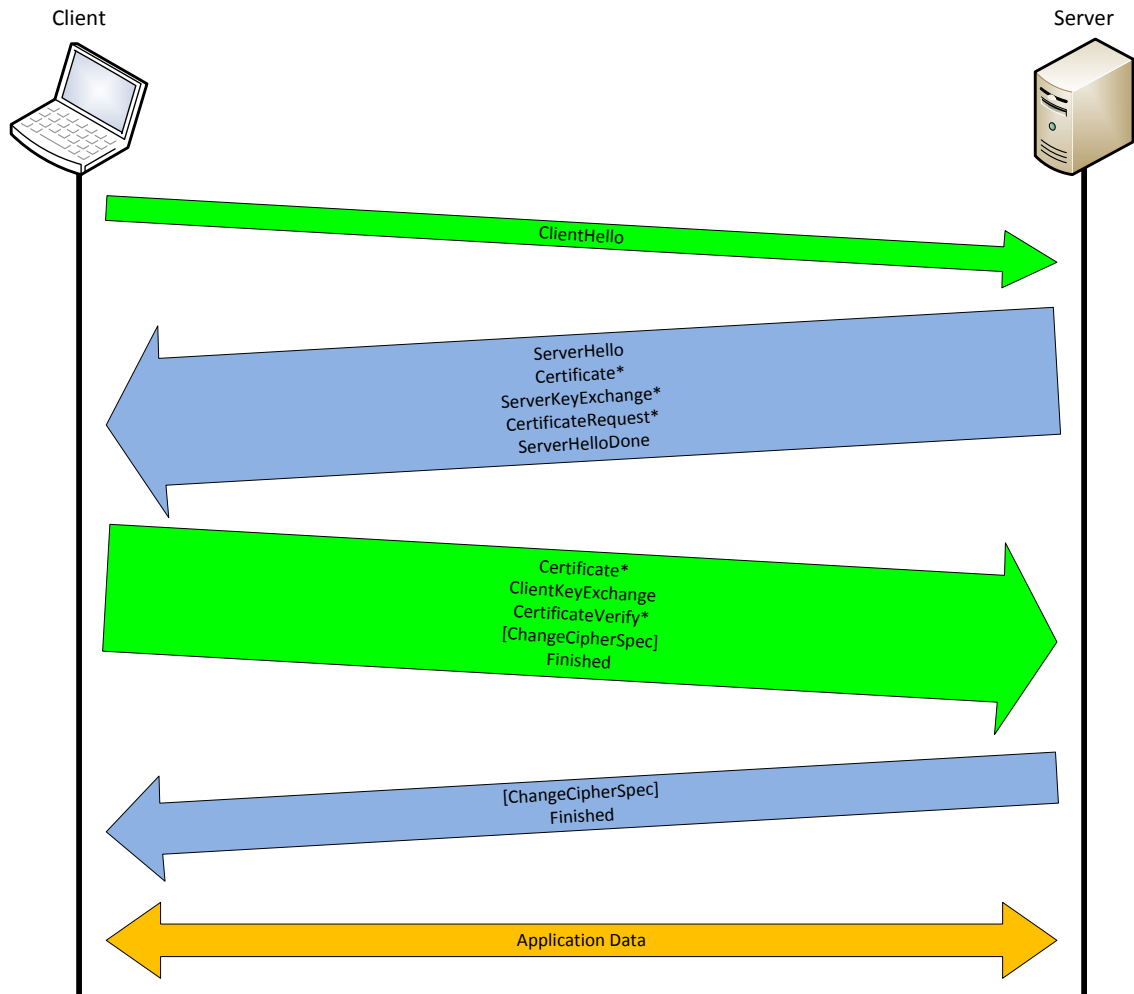 Client
Server
ClientHello
ServerHello
Certificate*
ServerKeyExchange*
CertificateRequest*
ServerHelloDone
Certificate*
ClientKeyExchange
CertificateVerify*
[ChangeCipherSpec]
Finished
[ChangeCipherSpec]
Finished
Application Data